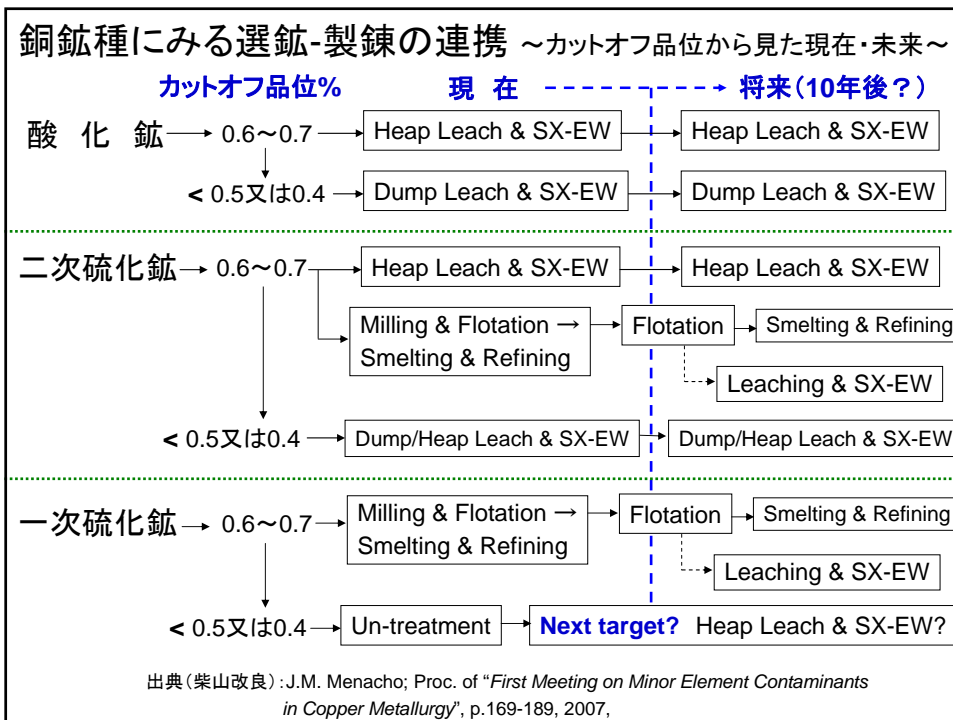 銅鉱種にみる選鉱-製錬の連携 ～カットオフ品位から見た現在・未来～
カットオフ品位% 現 在 将来(10年後？)
酸 化 鉱 0.6～0.7 Heap Leach & SX-EW Heap Leach & SX-EW
< 0.5又は0.4 Dump Leach & SX-EW Dump Leach & SX-EW
二次硫化鉱 0.6～0.7 Heap Leach & SX-EW Heap Leach & SX-EW
Milling & Flotation → Flotation Smelting & Refining
Smelting & Refining
Leaching & SX-EW
< 0.5又は0.4 Dump/Heap Leach & SX-EW Dump/Heap Leach & SX-EW
一次硫化鉱 0.6～0.7 Milling & Flotation → Flotation Smelting & Refining
Smelting & Refining
Leaching & SX-EW
< 0.5又は0.4 Un-treatment Next target? Heap Leach & SX-EW?
出典(柴山改良)：J.M. Menacho; Proc. of “First Meeting on Minor Element Contaminants
in Copper Metallurgy”, p.169-189, 2007,